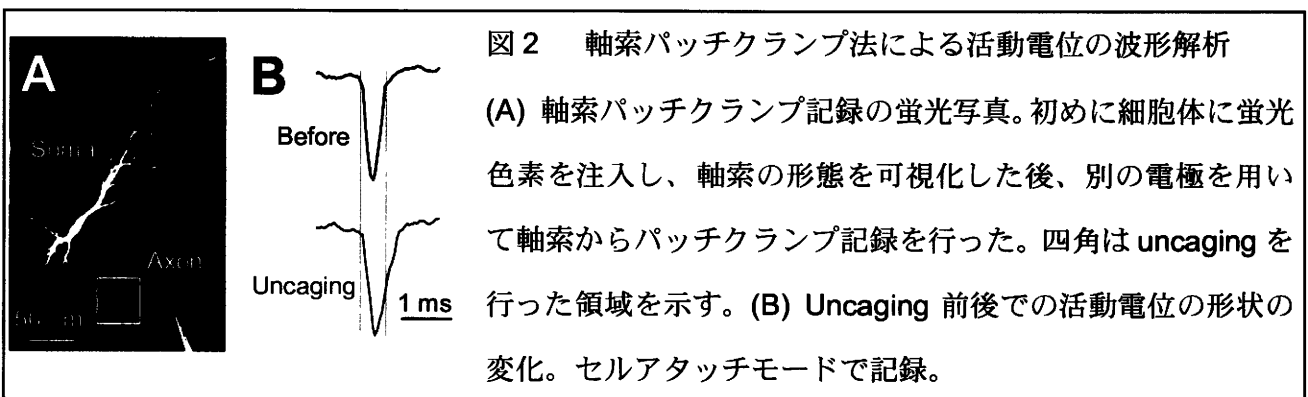 図2 軸索パッチクランプ法による活動電位の波形解析
(A) 軸索パッチクランプ記録の蛍光写真。初めに細胞体に蛍光
色素を注入し、軸索の形態を可視化した後、別の電極を用い
て軸索からパッチクランプ記録を行った。四角は uncaging を
行った領域を示す。(B) Uncaging 前後での活動電位の形状の
変化。セルアタッチモードで記録。
A
Soma
Axon
B
Before
Uncaging
1 ms